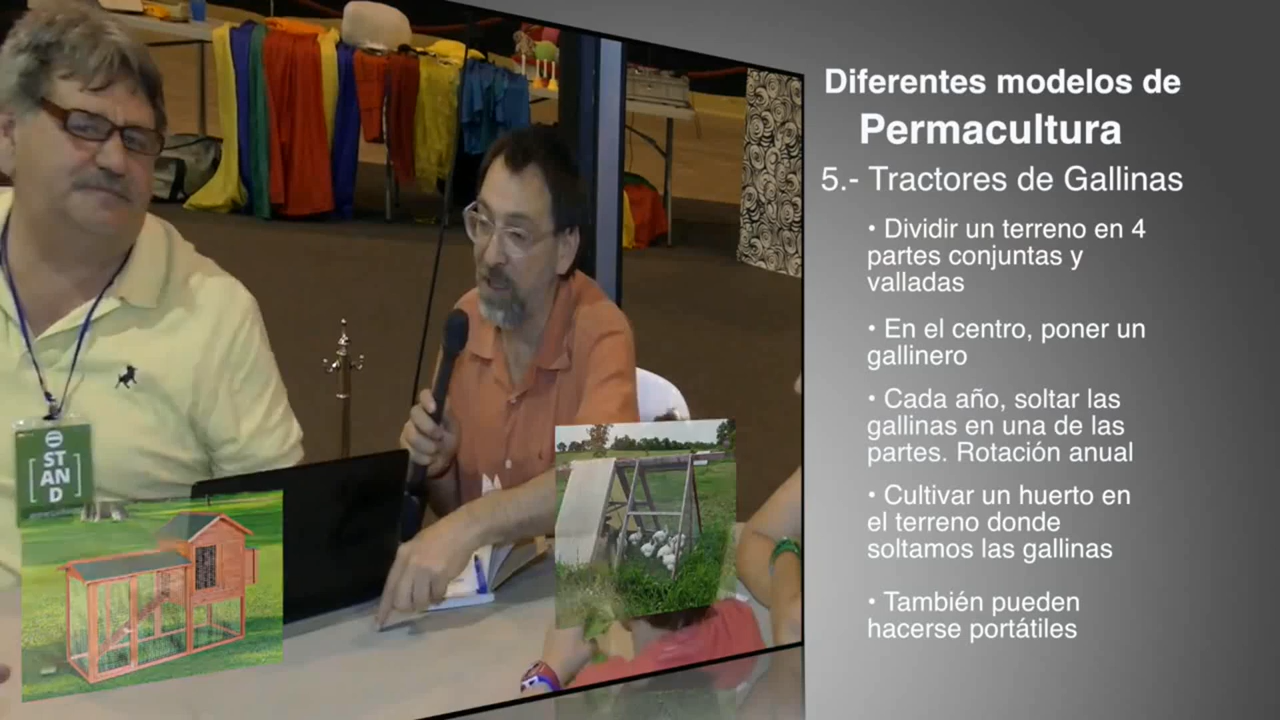 Diferentes modelos de
Permacultura
5.- Tractores de Gallinas
• Dividir un terreno en 4
partes conjuntas y
valladas
• En el centro, poner un
gallinero
• Cada año, soltar las
gallinas en una de las
partes. Rotación anual
• Cultivar un huerto en
el terreno donde
soltamos las gallinas
• También pueden
hacerse portátiles
ST
AN
D